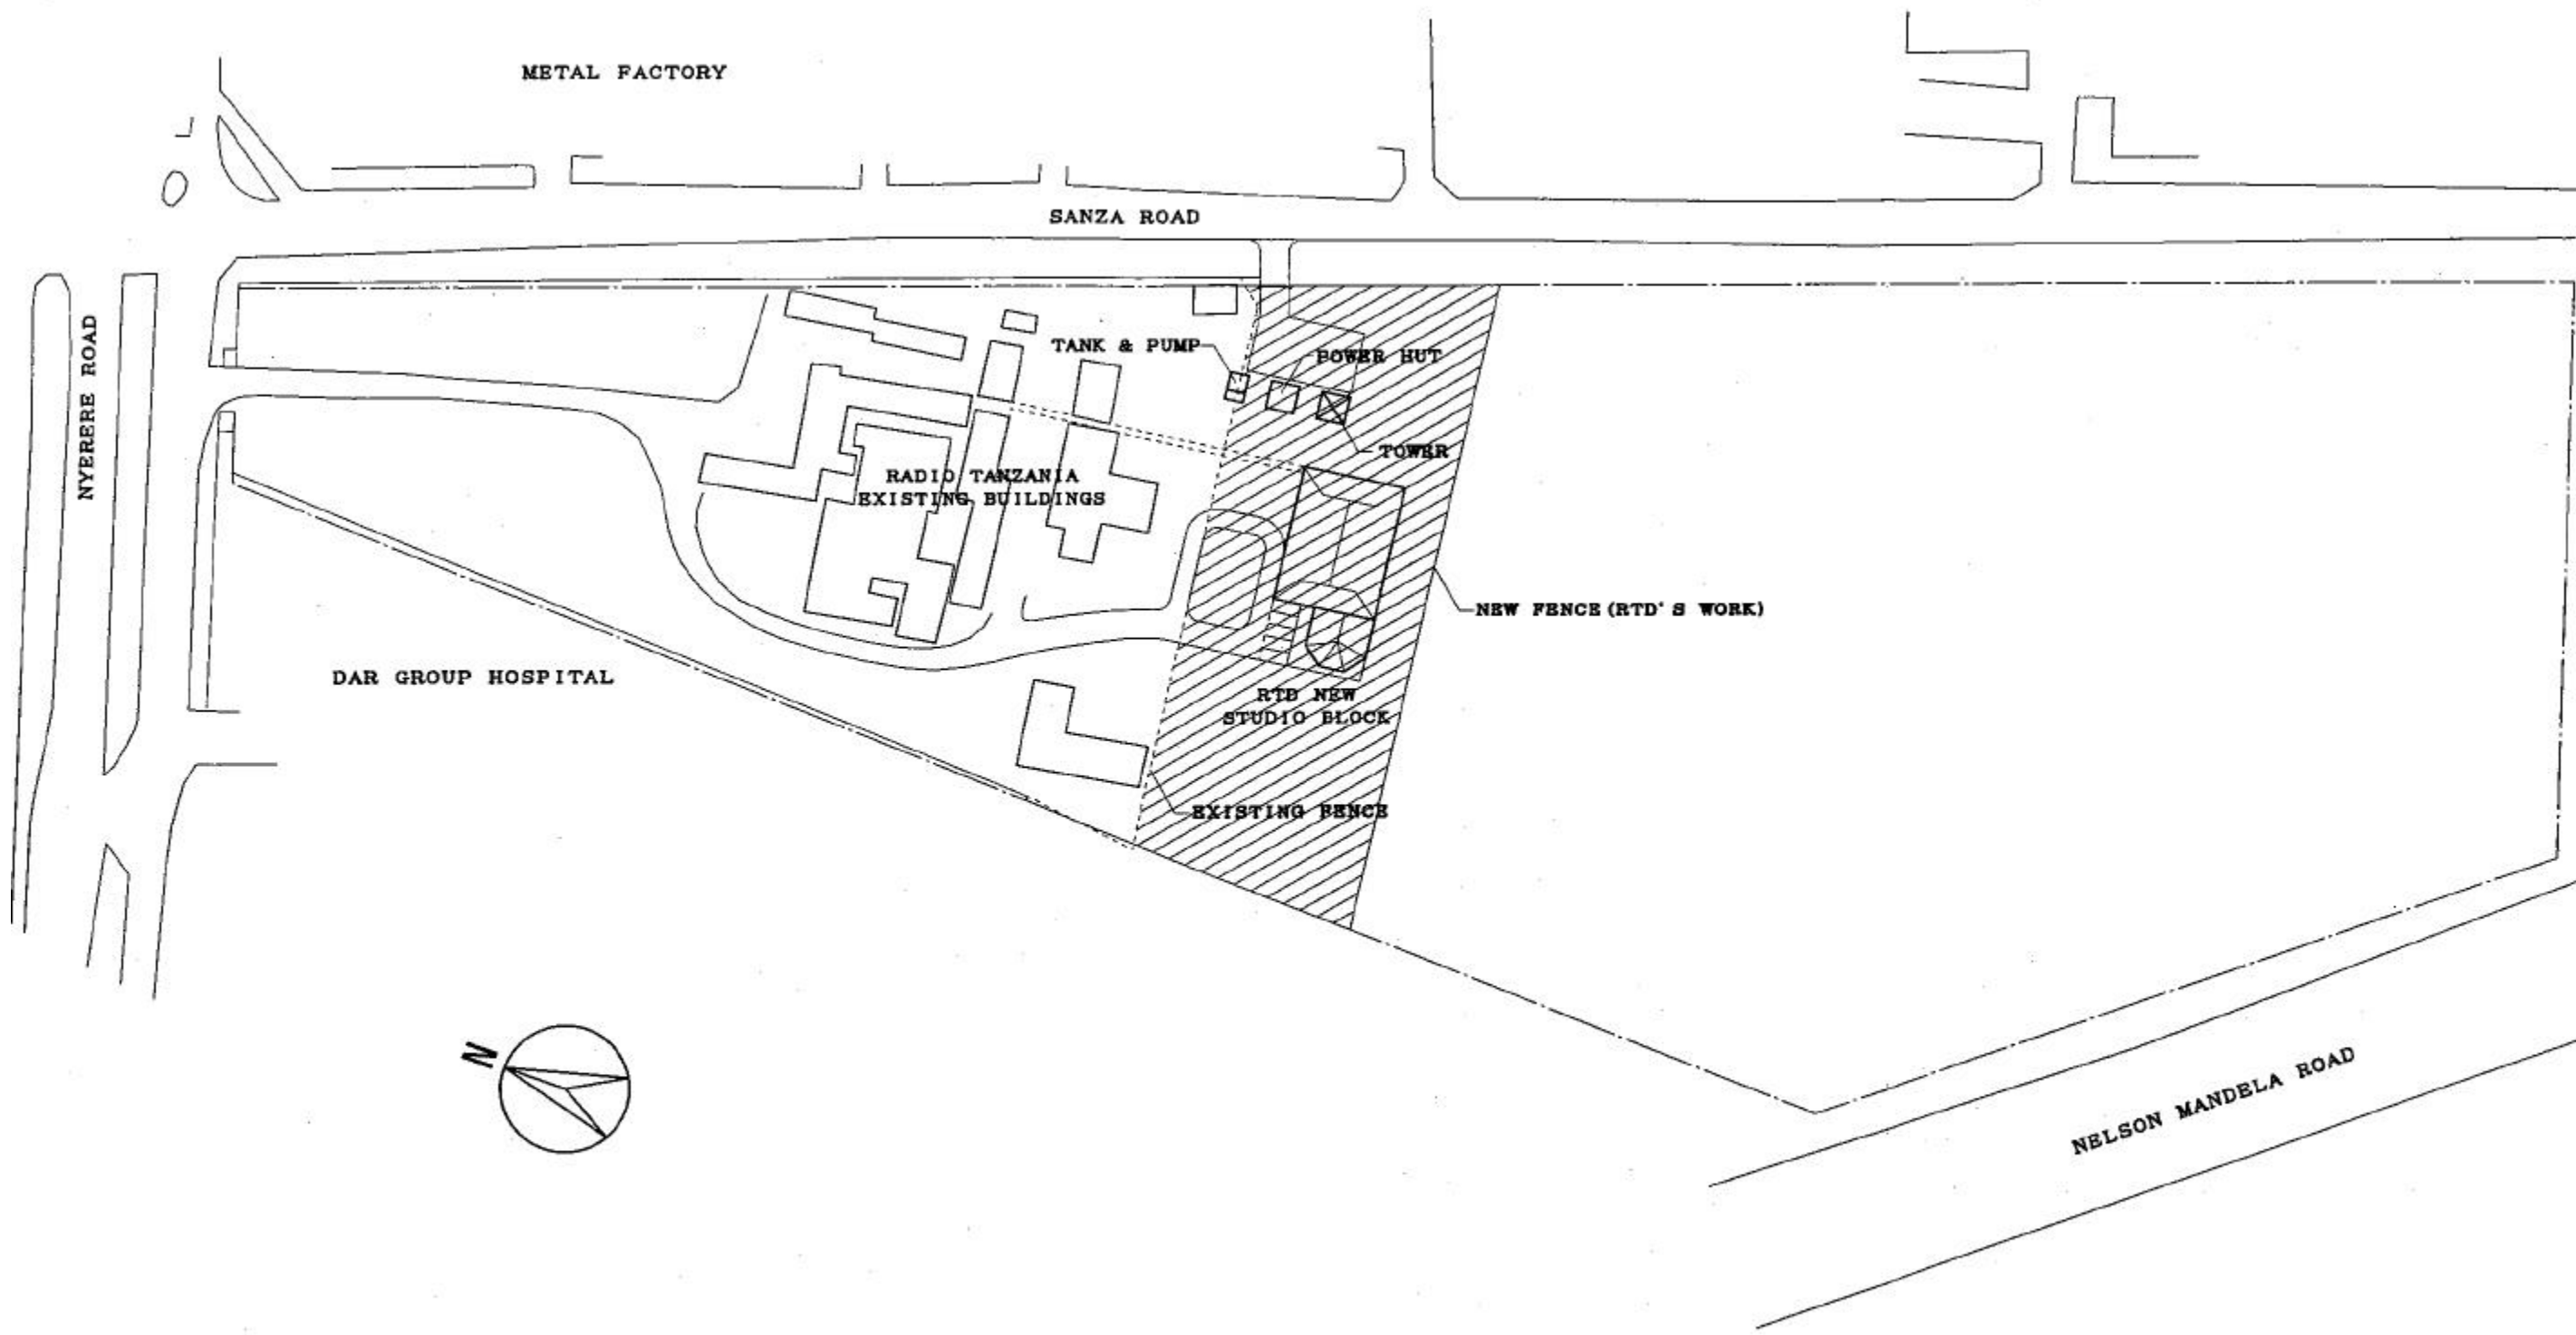 METAL FACTORY
SANZA ROAD
NYERERE ROAD
TANK & PUMP
POWER HUT
TOWER
RADIO TANZANIA
EXISTING BUILDINGS
NEW FENCE (RTD'S WORK)
DAR GROUP HOSPITAL
RTD NEW
STUDIO BLOCK
EXISTING FENCE
N
NELSON MANDELA ROAD